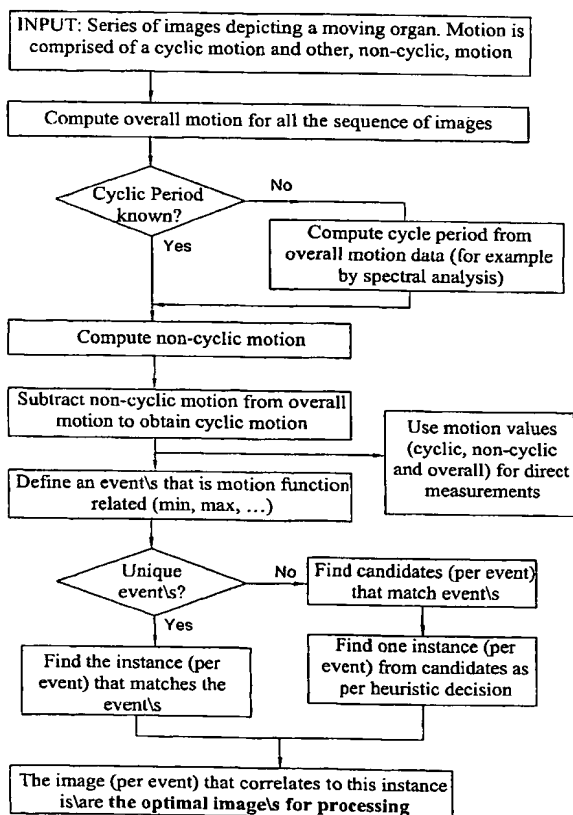 INPUT: Series of images depicting a moving organ. Motion is
comprised of a cyclic motion and other, non-cyclic, motion
Compute overall motion for all the sequence of images
Cyclic Period
known?
No
Yes
Compute cycle period from
overall motion data (for example
by spectral analysis)
Compute non-cyclic motion
Subtract non-cyclic motion from overall
motion to obtain cyclic motion
Use motion values
(cyclic, non-cyclic
and overall) for direct
measurements
Define an event\s that is motion function
related (min, max, ...)
Unique
event\s?
No
Yes
Find candidates (per event)
that match event\s
Find the instance (per
event) that matches the
event\s
Find one instance (per
event) from candidates as
per heuristic decision
The image (per event) that correlates to this instance
is\are the optimal image\s for processing